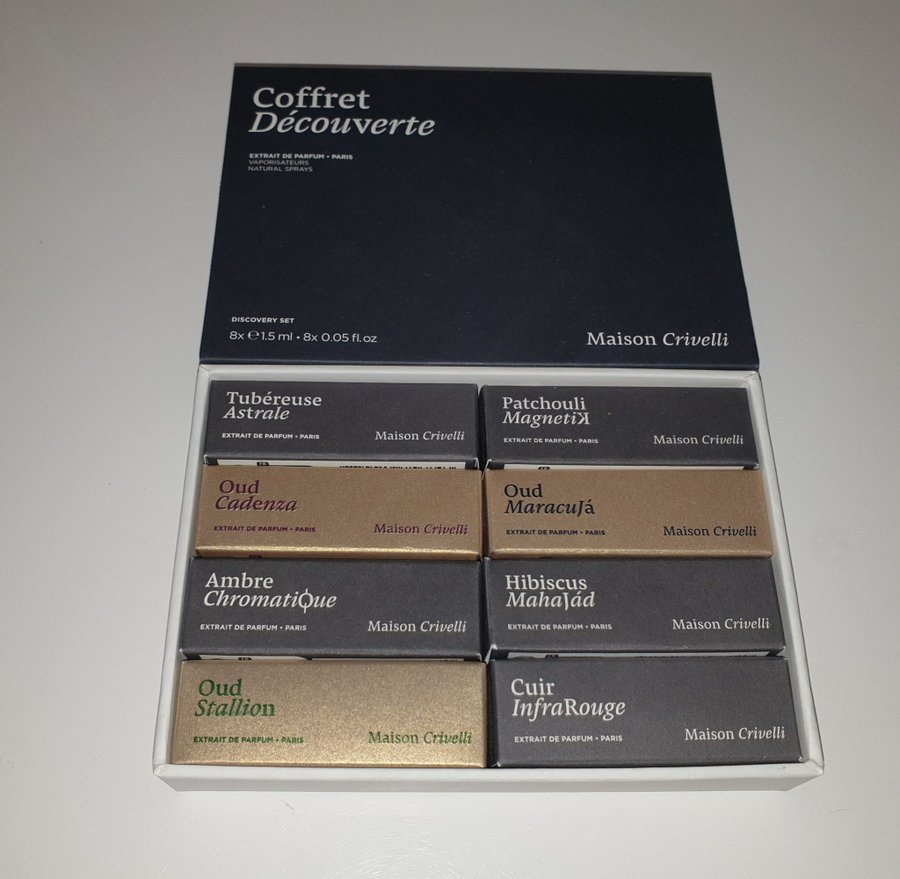 Coffret
Découverte
EXTRAIT DE PARFUM • PARIS
VAPORISATEURS
NATURAL SPRAYS
DISCOVERY SET
8x ℮1.5 ml • 8x 0.05 fl.oz
Maison Crivelli
Tubéreuse
Astrale
EXTRAIT DE PARFUM • PARIS
Maison Crivelli
Patchouli
MagnetiK
EXTRAIT DE PARFUM • PARIS
Maison Crivelli
Oud
Cadenza
EXTRAIT DE PARFUM • PARIS
Maison Crivelli
Oud
MaracuJá
EXTRAIT DE PARFUM • PARIS
Maison Crivelli
Ambre
ChromatiQue
EXTRAIT DE PARFUM • PARIS
Maison Crivelli
Hibiscus
MahaJád
EXTRAIT DE PARFUM • PARIS
Maison Crivelli
Oud
Stallion
EXTRAIT DE PARFUM • PARIS
Maison Crivelli
Cuir
InfraRouge
EXTRAIT DE PARFUM • PARIS
Maison Crivelli